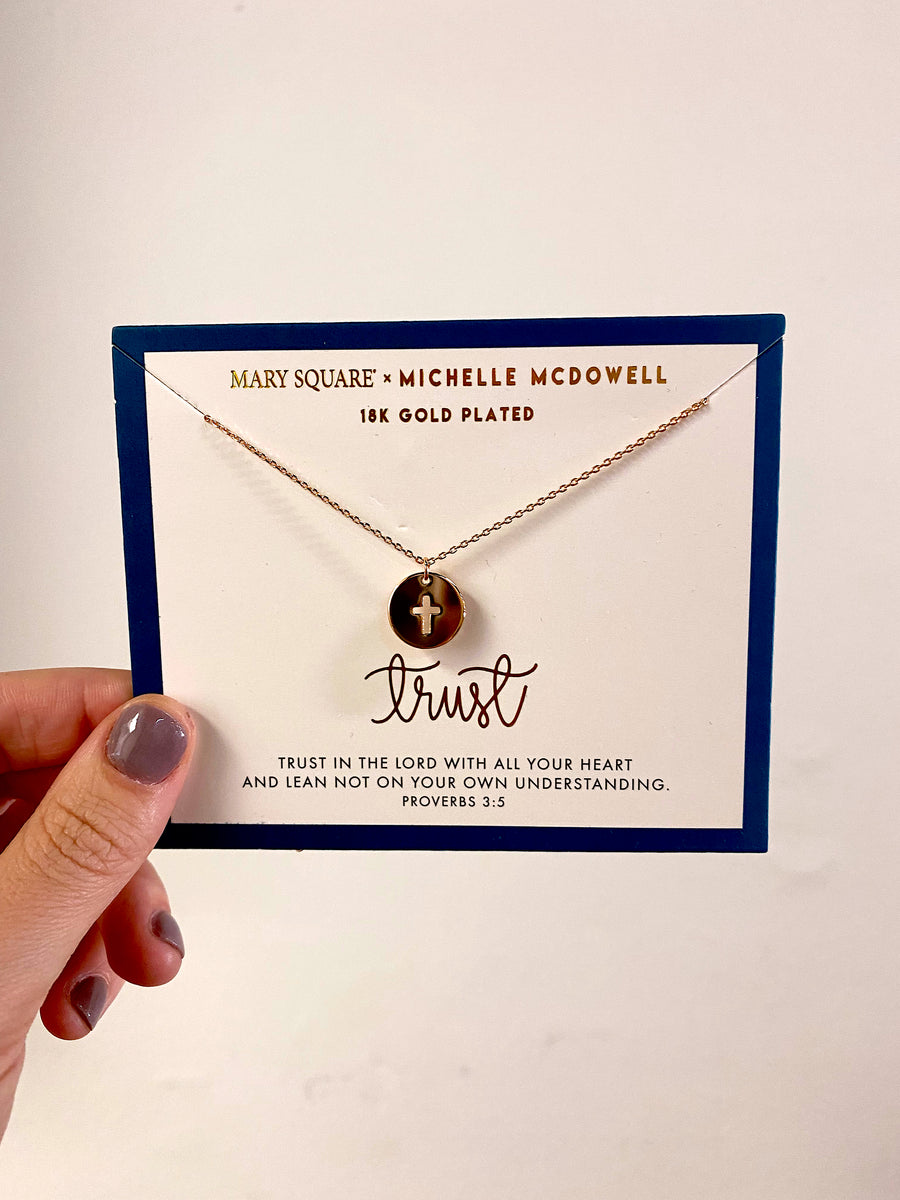 MARY SQUARE® × MICHELLE MCDOWELL
18K GOLD PLATED
trust
TRUST IN THE LORD WITH ALL YOUR HEART
AND LEAN NOT ON YOUR OWN UNDERSTANDING.
PROVERBS 3:5